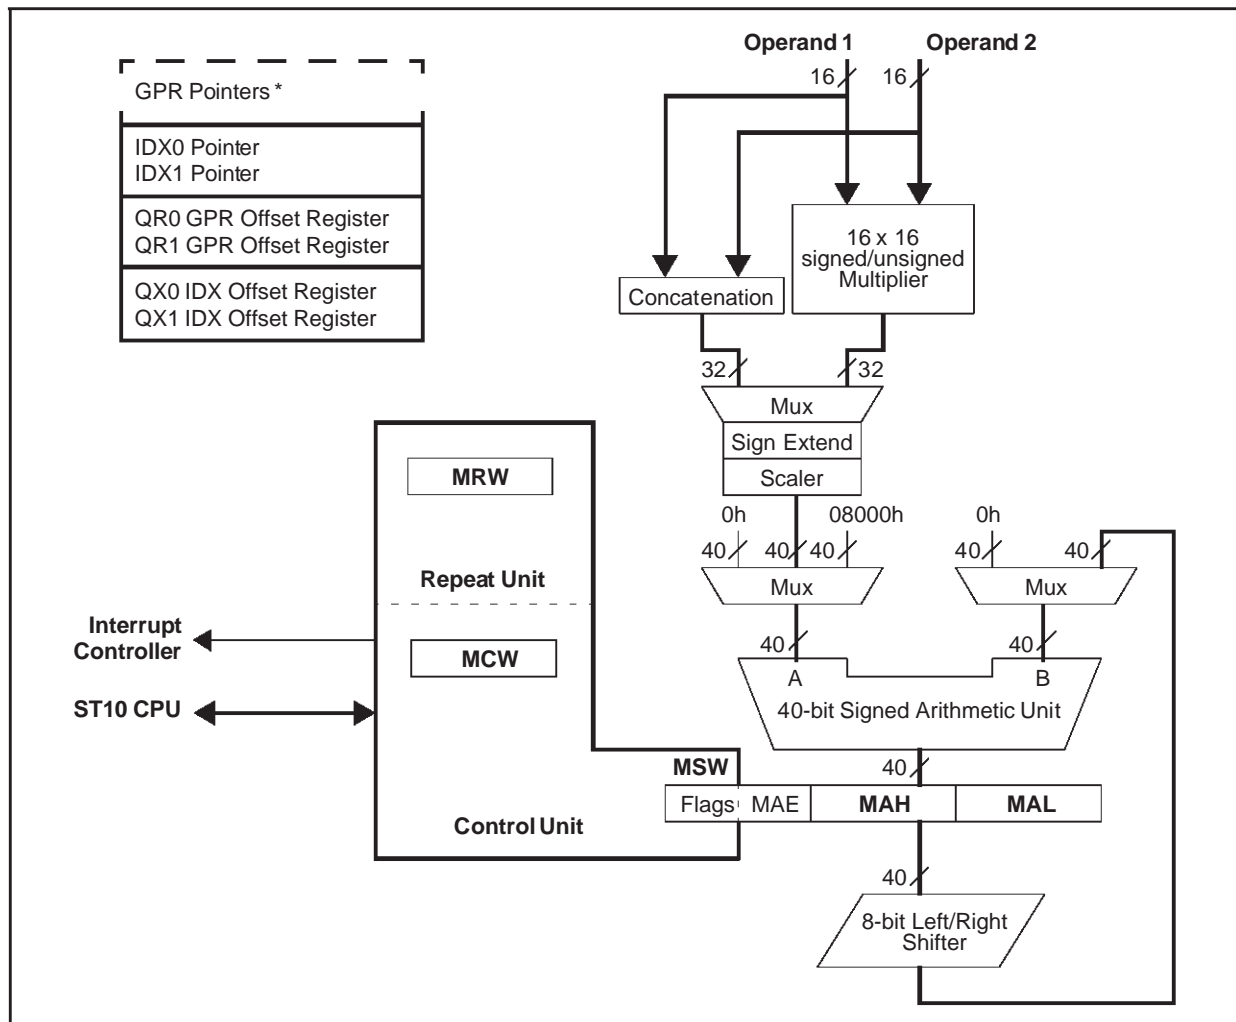 Operand 1
Operand 2
16
16
GPR Pointers *
IDX0 Pointer
IDX1 Pointer
QR0 GPR Offset Register
QR1 GPR Offset Register
QX0 IDX Offset Register
QX1 IDX Offset Register
16 x 16
signed/unsigned
Multiplier
Concatenation
32
32
Mux
Sign Extend
Scaler
MRW
0h
08000h
0h
40
40
40
40
40
Repeat Unit
Mux
Mux
Interrupt
Controller
MCW
40
40
A
B
ST10 CPU
40-bit Signed Arithmetic Unit
MSW
40
Flags
MAE
MAH
MAL
Control Unit
40
8-bit Left/Right
Shifter